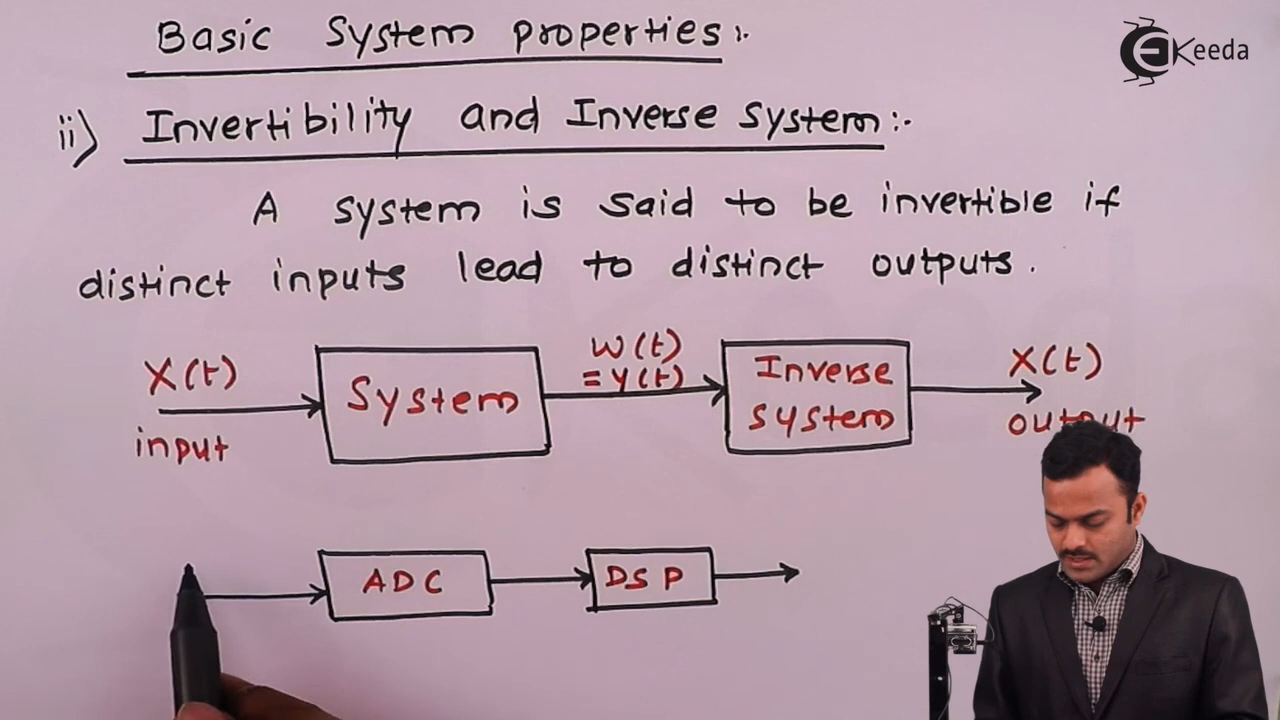 Basic System properties:.
EKeeda
ii) Invertibility and Inverse System:.
A system is said to be invertible if
distinct inputs lead to distinct outputs.
X(t) input
System
W(t) = Y(t)
Inverse system
X(t) output
ADC
DSP